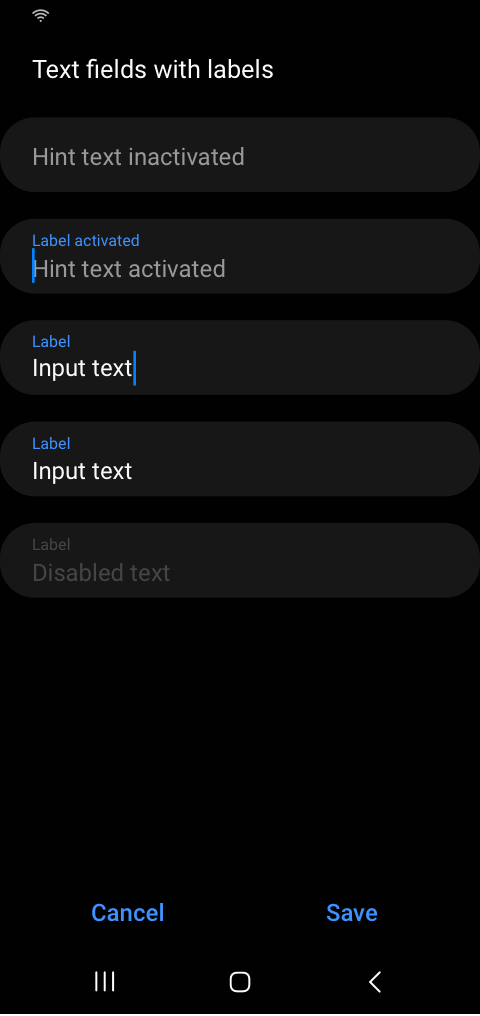 Text fields with labels
Hint text inactivated
Label activated
Hint text activated
Label
Input text
Label
Input text
Label
Disabled text
Cancel
Save